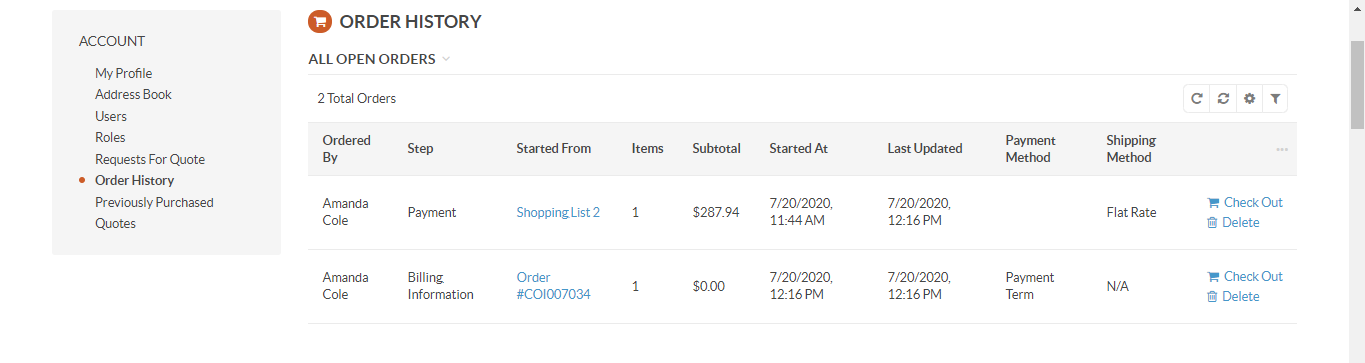 ACCOUNT
My Profile
Address Book
Users
Roles
Requests For Quote
Order History
Previously Purchased
Quotes
ORDER HISTORY
ALL OPEN ORDERS
2 Total Orders
Ordered By Step Started From Items Subtotal Started At Last Updated Payment Method Shipping Method
Amanda Cole Payment Shopping List 2 1 $287.94 7/20/2020, 11:44 AM 7/20/2020, 12:16 PM Flat Rate Check Out Delete
Amanda Cole Billing Information Order #COI007034 1 $0.00 7/20/2020, 12:16 PM 7/20/2020, 12:16 PM Payment Term N/A Check Out Delete